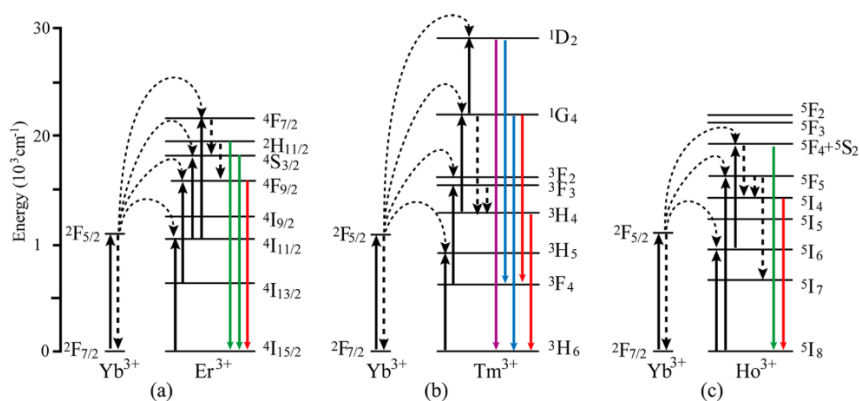 30
20
1
0
Energy (10³cm⁻¹)
²F₅/₂
²F₇/₂
Yb³⁺
⁴F₇/₂
²H₁₁/₂
⁴S₃/₂
⁴F₉/₂
⁴I₉/₂
⁴I₁₁/₂
⁴I₁₃/₂
⁴I₁₅/₂
Er³⁺
(a)
²F₅/₂
²F₇/₂
Yb³⁺
¹D₂
¹G₄
³F₂
³F₃
³H₄
³H₅
³F₄
³H₆
Tm³⁺
(b)
²F₅/₂
²F₇/₂
Yb³⁺
⁵F₂
⁵F₃
⁵F₄+⁵S₂
⁵F₅
⁵I₄
⁵I₅
⁵I₆
⁵I₇
⁵I₈
Ho³⁺
(c)